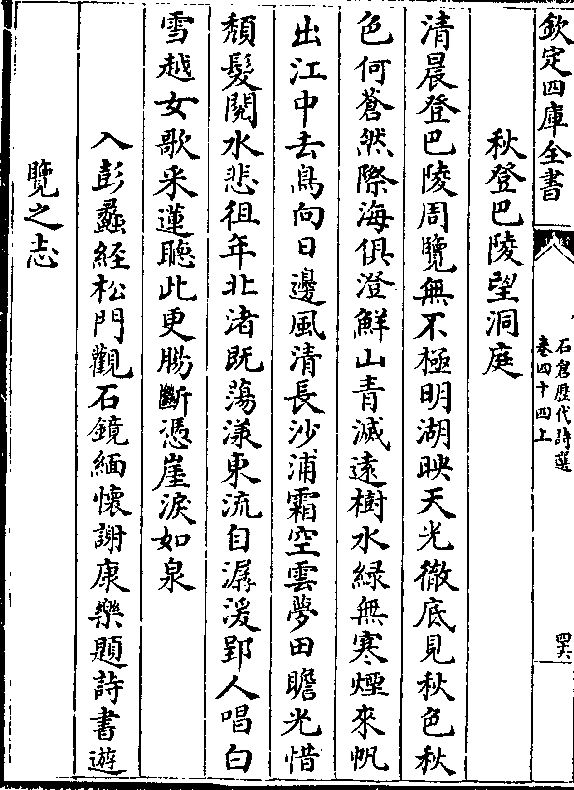 欽定四庫全書
石倉歷代詩選
卷四十四上
四六
秋登巴陵望洞庭
清晨登巴陵周覽無不極明湖映天光徹底見秋色秋
色何蒼然際海俱澄鮮山青滅遠樹水緑無寒煙來帆
出江中去鳥向日邊風清長沙浦霜空雲夢田瞻光惜
頽髮閱水悲徂年北渚既蕩漾東流自潺湲郢人唱白
雪越女歌采蓮聽此更腸斷憑崖淚如泉
入彭蠡經松門觀石鏡緬懷謝康樂題詩書遊
覽之志